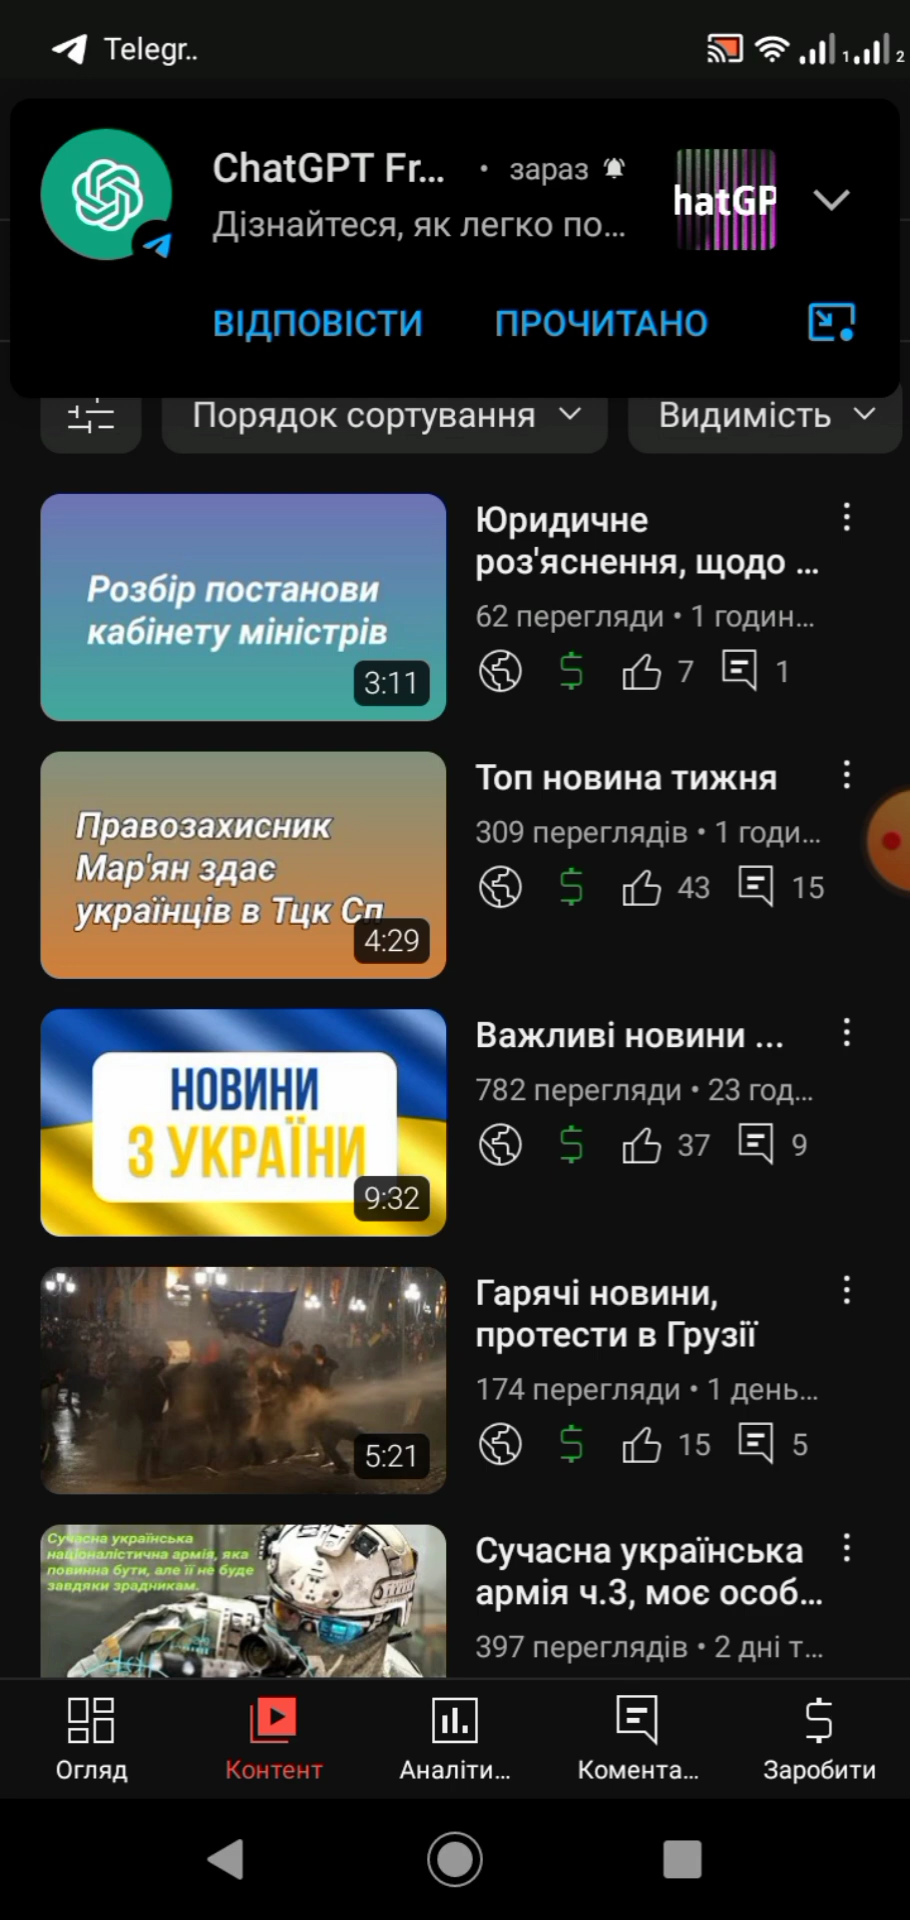 Telegr..
1
2
ChatGPT Fr... • зараз
Дізнайтеся, як легко по...
hatGP
ВІДПОВІСТИ ПРОЧИТАНО
Порядок сортування Видимість
Розбір постанови
кабінету міністрів
3:11
Юридичне
роз'яснення, щодо ...
62 перегляди • 1 годин...
7 1
Правозахисник
Мар'ян здає
українців в Тцк Сп
4:29
Топ новина тижня
309 переглядів • 1 годи...
43 15
НОВИНИ
З УКРАЇНИ
9:32
Важливі новини ...
782 перегляди • 23 год...
37 9
5:21
Гарячі новини,
протести в Грузії
174 перегляди • 1 день...
15 5
Сучасна українська
націоналістична армія, яка
повинна бути, але її не буде
завдяки зрадникам.
Сучасна українська
армія ч.3, моє особ...
397 переглядів • 2 дні т...
Огляд Контент Аналіти... Комента... Заробити